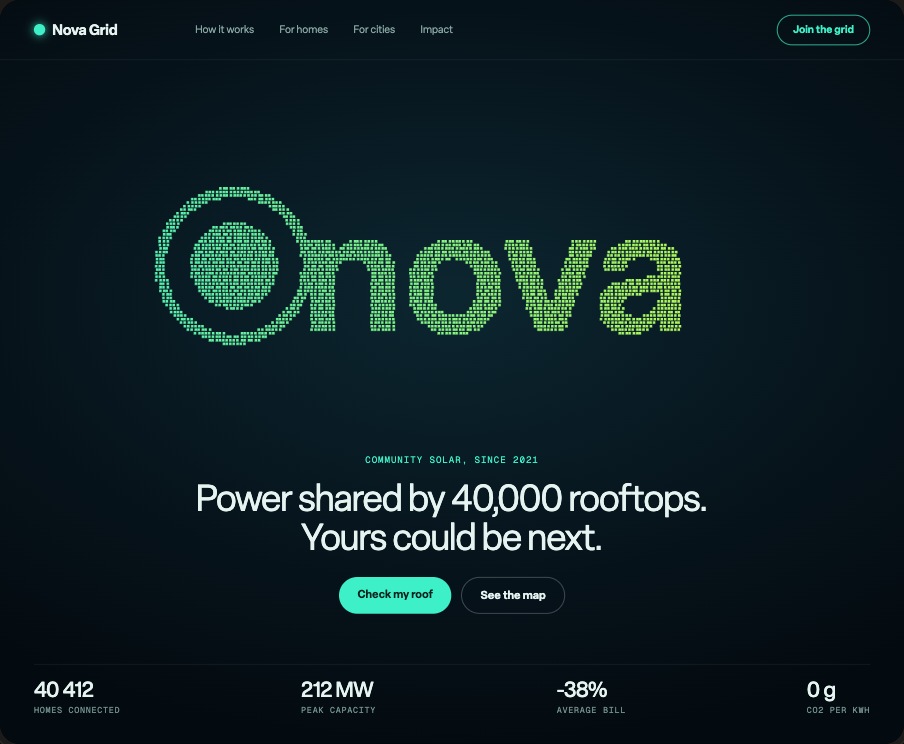 Nova Grid
How it works
For homes
For cities
Impact
Join the grid
nova
COMMUNITY SOLAR, SINCE 2021
Power shared by 40,000 rooftops.
Yours could be next.
Check my roof
See the map
40 412
HOMES CONNECTED
212 MW
PEAK CAPACITY
-38%
AVERAGE BILL
0 g
CO2 PER KWH